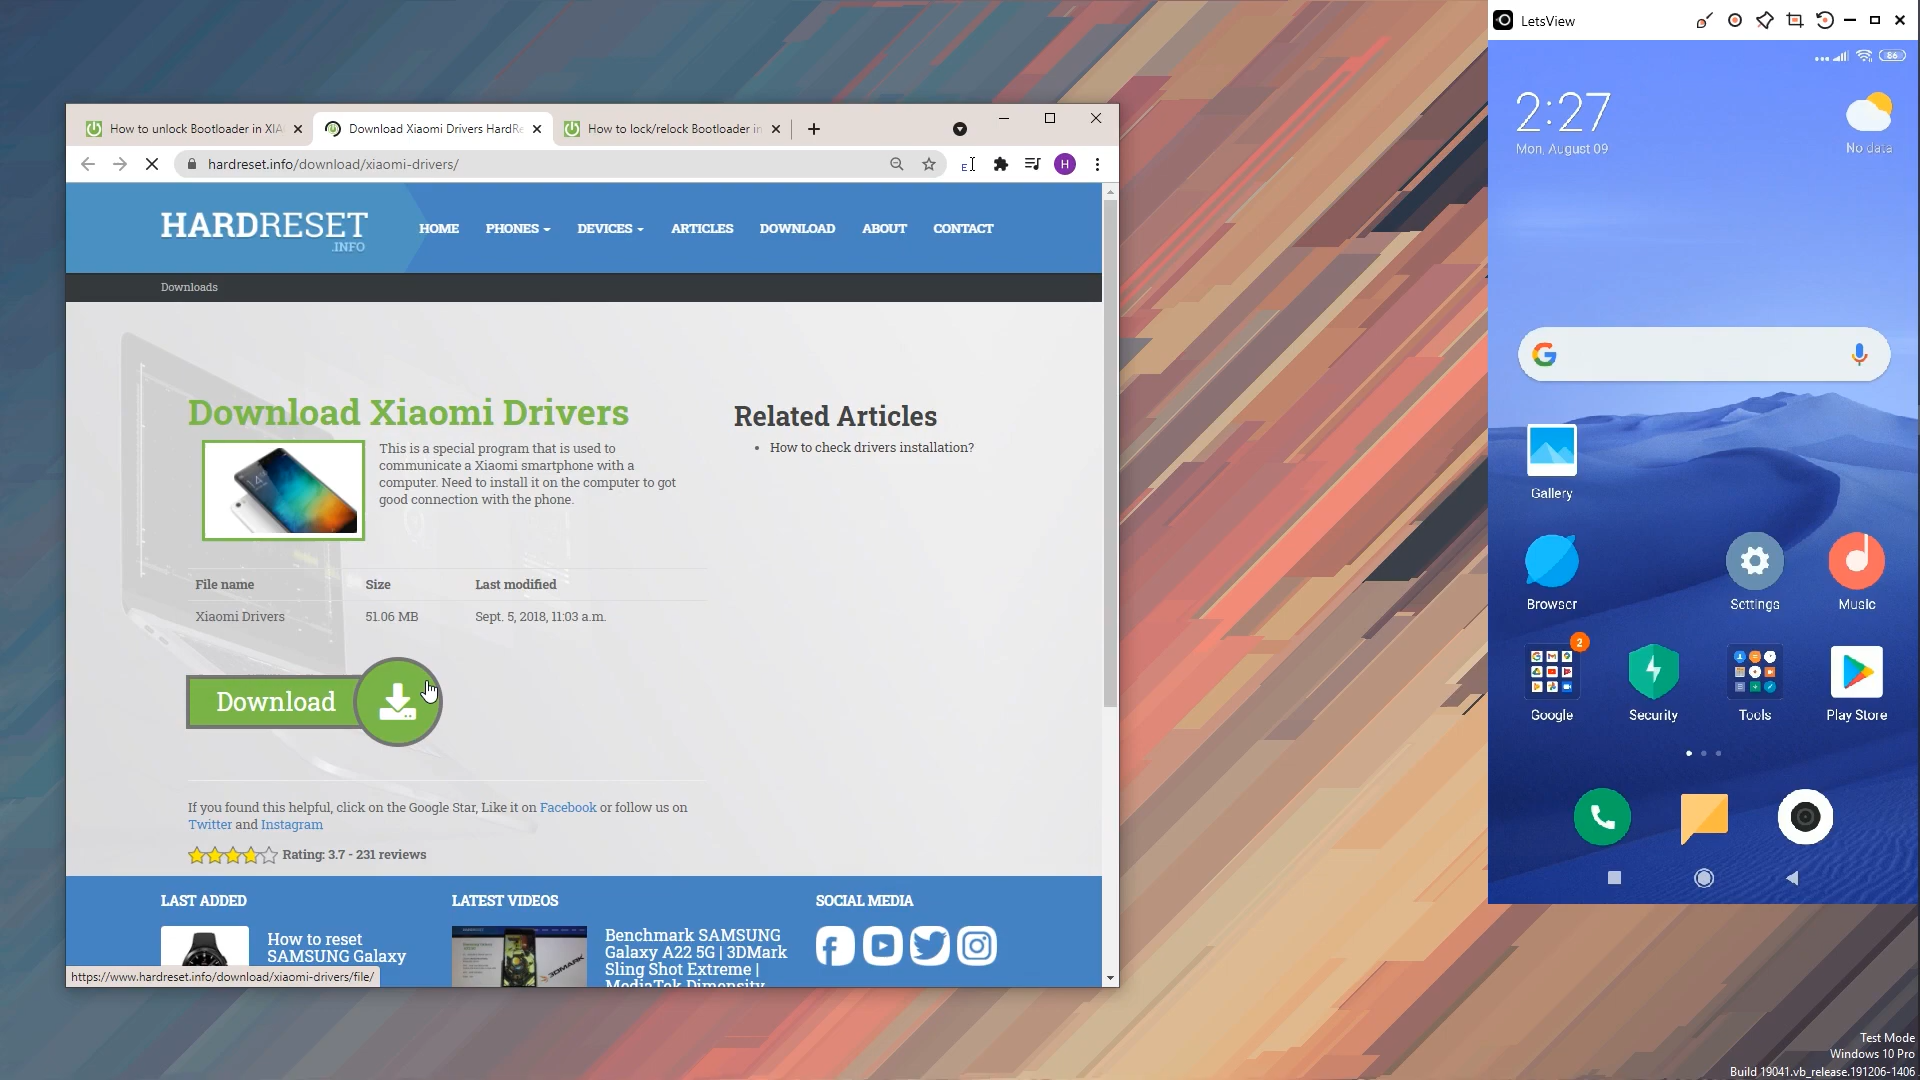 LetsView
How to unlock Bootloader in XIA
Download Xiaomi Drivers HardRe
How to lock/relock Bootloader in
hardreset.info/download/xiaomi-drivers/
H
HARDRESET
.INFO
HOME
PHONES
DEVICES
ARTICLES
DOWNLOAD
ABOUT
CONTACT
Downloads
Download Xiaomi Drivers
This is a special program that is used to
communicate a Xiaomi smartphone with a
computer. Need to install it on the computer to got
good connection with the phone.
Related Articles
How to check drivers installation?
File name
Size
Last modified
Xiaomi Drivers
51.06 MB
Sept. 5, 2018, 11:03 a.m.
Download
If you found this helpful, click on the Google Star, Like it on Facebook or follow us on
Twitter and Instagram
Rating: 3.7 - 231 reviews
LAST ADDED
How to reset
SAMSUNG Galaxy
LATEST VIDEOS
Benchmark SAMSUNG
Galaxy A22 5G | 3DMark
Sling Shot Extreme |
MediaTek Dimensity
SOCIAL MEDIA
https://www.hardreset.info/download/xiaomi-drivers/file/
86
2:27
Mon, August 09
No data
Gallery
Browser
Settings
Music
2
Google
Security
Tools
Play Store
Test Mode
Windows 10 Pro
Build 19041.vb_release.191206-1406